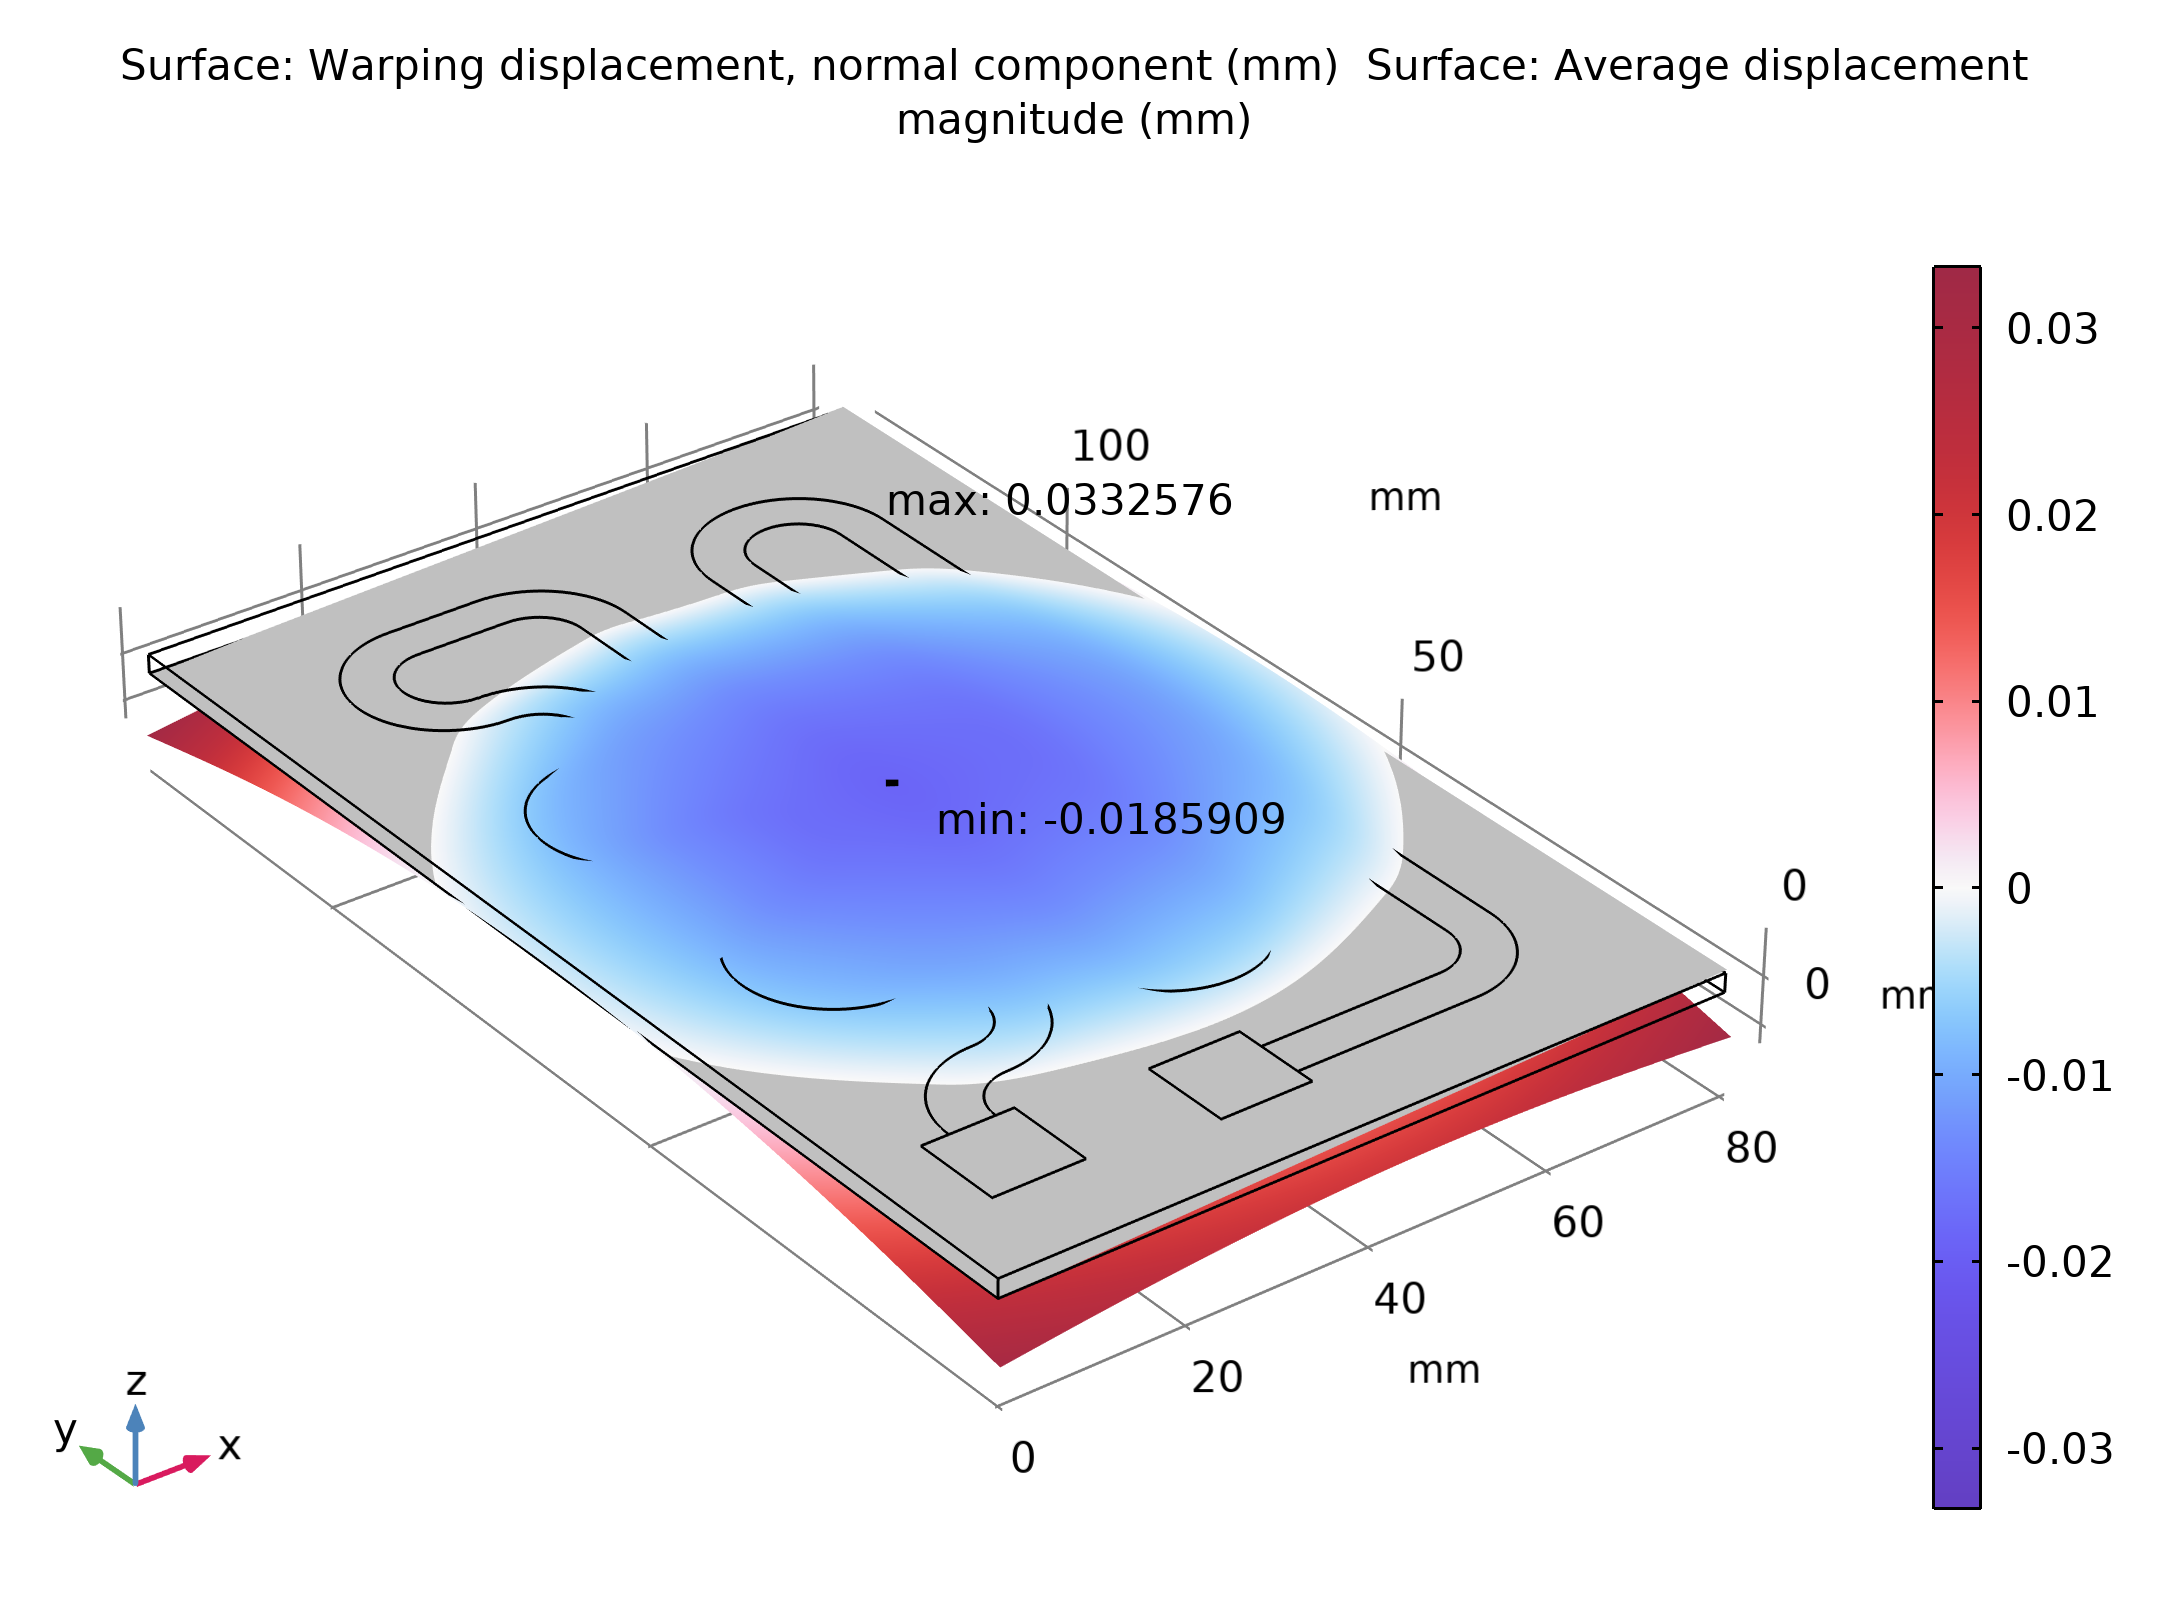 Surface: Warping displacement, normal component (mm) Surface: Average displacement
magnitude (mm)
100
max: 0.0332576
mm
50
min: -0.0185909
0
0
80
60
40
mm
20
0
0.03
0.02
0.01
0
-0.01
-0.02
-0.03
z
y
x